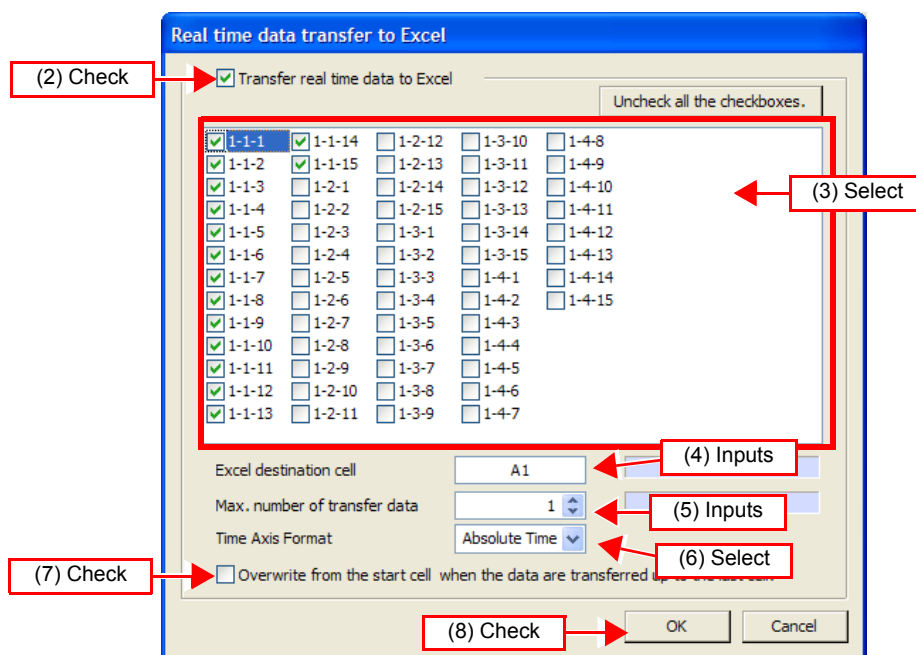 Real time data transfer to Excel
(2) Check
Transfer real time data to Excel
Uncheck all the checkboxes.
1-1-1 1-1-14 1-2-12 1-3-10 1-4-8
1-1-2 1-1-15 1-2-13 1-3-11 1-4-9
1-1-3 1-2-1 1-2-14 1-3-12 1-4-10
(3) Select
1-1-4 1-2-2 1-2-15 1-3-13 1-4-11
1-1-5 1-2-3 1-3-1 1-3-14 1-4-12
1-1-6 1-2-4 1-3-2 1-3-15 1-4-13
1-1-7 1-2-5 1-3-3 1-4-1 1-4-14
1-1-8 1-2-6 1-3-4 1-4-2 1-4-15
1-1-9 1-2-7 1-3-5 1-4-3
1-1-10 1-2-8 1-3-6 1-4-4
1-1-11 1-2-9 1-3-7 1-4-5
1-1-12 1-2-10 1-3-8 1-4-6
1-1-13 1-2-11 1-3-9 1-4-7
Excel destination cell A1
(4) Inputs
Max. number of transfer data 1
(5) Inputs
Time Axis Format Absolute Time
(6) Select
(7) Check
Overwrite from the start cell when the data are transferred up to the last cell.
(8) Check
OK Cancel